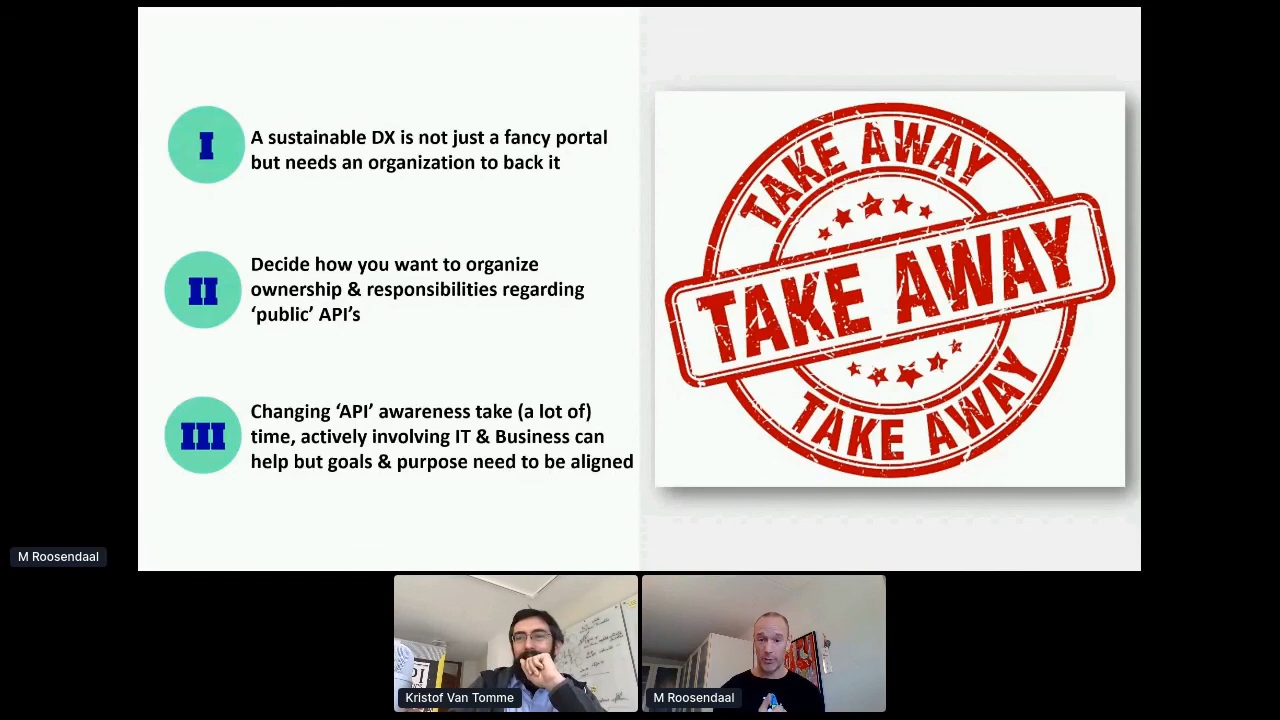 I
A sustainable DX is not just a fancy portal
but needs an organization to back it
II
Decide how you want to organize
ownership & responsibilities regarding
‘public’ API’s
III
Changing ‘API’ awareness take (a lot of)
time, actively involving IT & Business can
help but goals & purpose need to be aligned
TAKE AWAY
TAKE AWAY
TAKE AWAY
M Roosendaal
Kristof Van Tomme
M Roosendaal